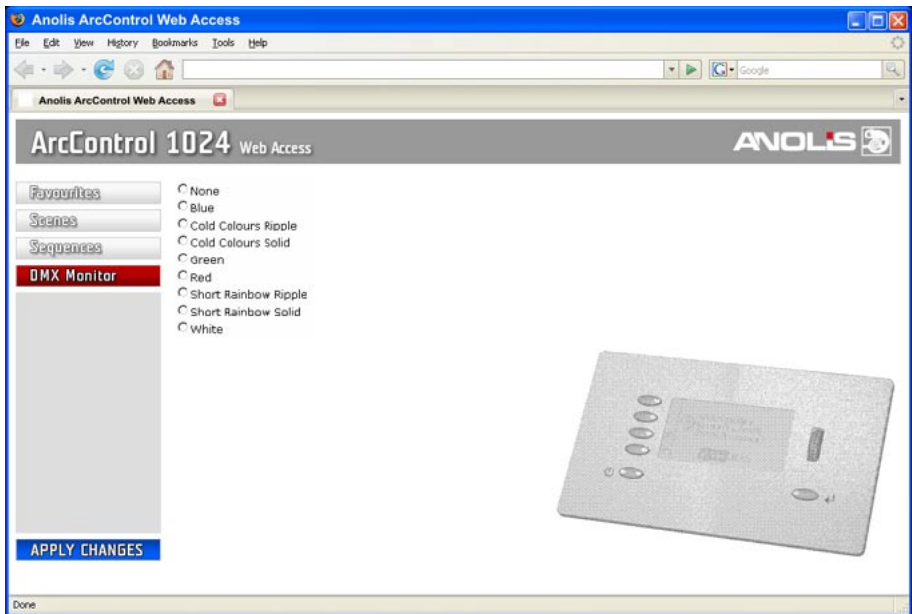 Anolis ArcControl Web Access
File Edit View History Bookmarks Tools Help
Google
Anolis ArcControl Web Access
ArcControl 1024 Web Access
ANOLiS
Favourites
Scenes
Sequences
DMX Monitor
None
Blue
Cold Colours Ripple
Cold Colours Solid
Green
Red
Short Rainbow Ripple
Short Rainbow Solid
White
APPLY CHANGES
Done